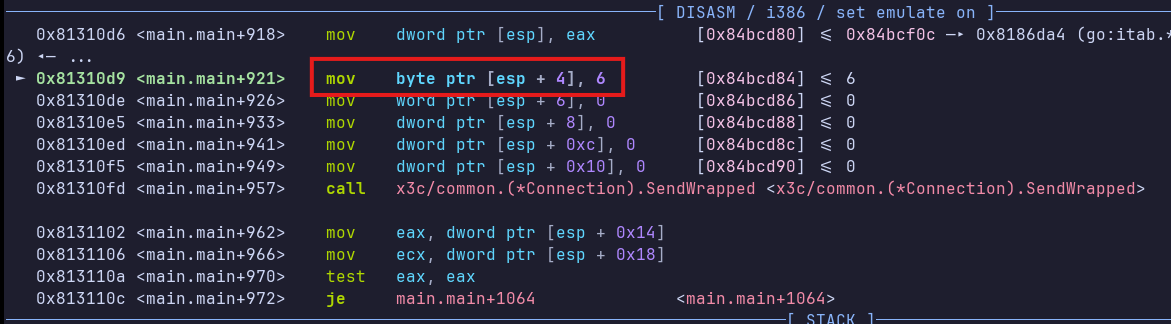 [ DISASM / i386 / set emulate on ]
0x81310d6 <main.main+918> mov dword ptr [esp], eax [0x84bcd80] <= 0x84bcf0c —▸ 0x8186da4 (go:itab.*
6) ◂— ...
► 0x81310d9 <main.main+921> mov byte ptr [esp + 4], 6 [0x84bcd84] <= 6
0x81310de <main.main+926> mov word ptr [esp + 6], 0 [0x84bcd86] <= 0
0x81310e5 <main.main+933> mov dword ptr [esp + 8], 0 [0x84bcd88] <= 0
0x81310ed <main.main+941> mov dword ptr [esp + 0xc], 0 [0x84bcd8c] <= 0
0x81310f5 <main.main+949> mov dword ptr [esp + 0x10], 0 [0x84bcd90] <= 0
0x81310fd <main.main+957> call x3c/common.(*Connection).SendWrapped <x3c/common.(*Connection).SendWrapped>
0x8131102 <main.main+962> mov eax, dword ptr [esp + 0x14]
0x8131106 <main.main+966> mov ecx, dword ptr [esp + 0x18]
0x813110a <main.main+970> test eax, eax
0x813110c <main.main+972> je main.main+1064 <main.main+1064>
[ STACK ]